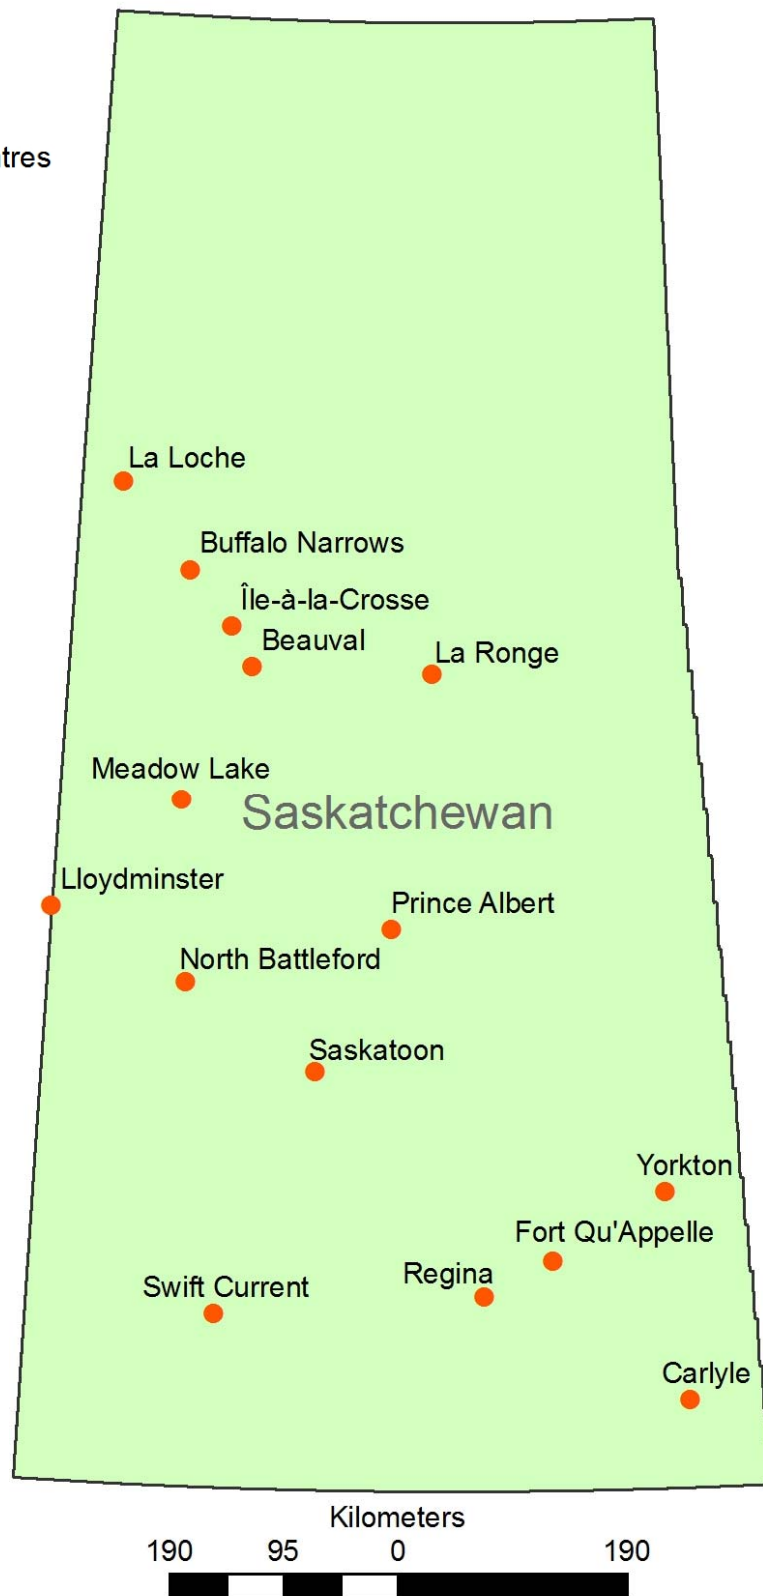 La Loche
Buffalo Narrows
Île-à-la-Crosse
Beauval
La Ronge
Meadow Lake
Saskatchewan
Lloydminster
Prince Albert
North Battleford
Saskatoon
Yorkton
Fort Qu'Appelle
Regina
Swift Current
Carlyle
Kilometers
190 95 0 190